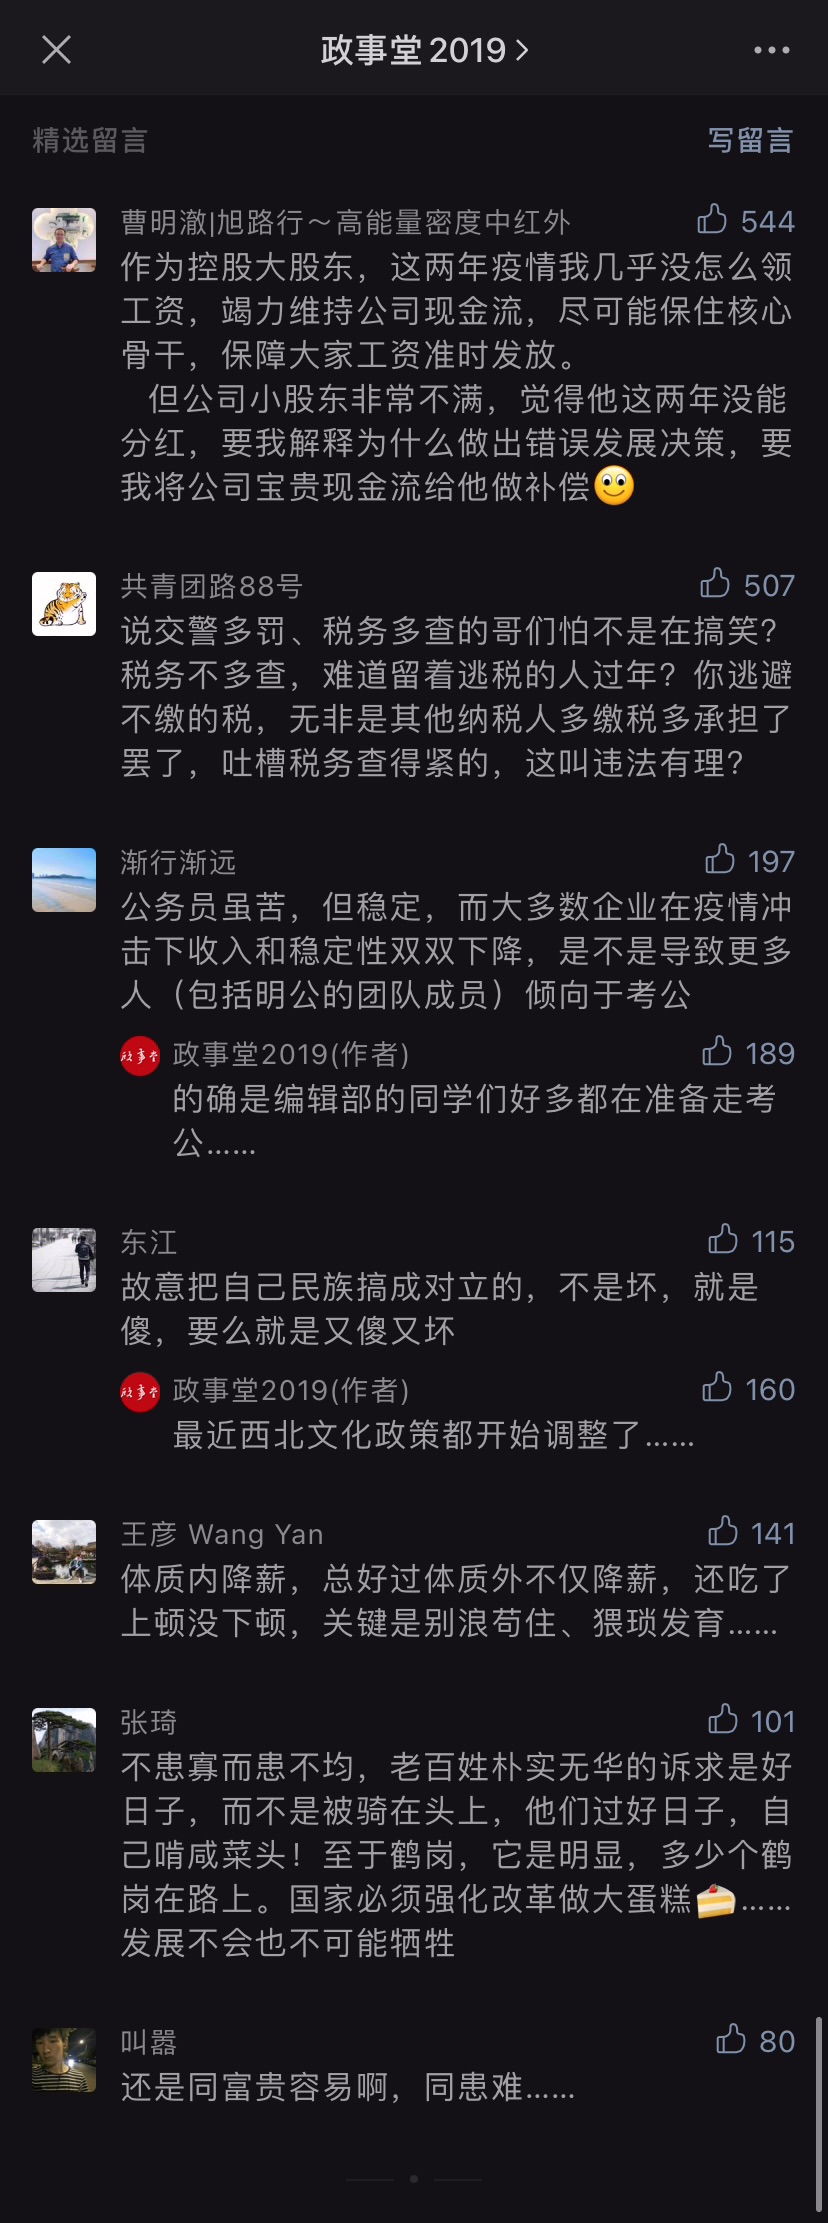 政事堂2019
精选留言
写留言
曹明澈|旭路行～高能量密度中红外
544
作为控股大股东，这两年疫情我几乎没怎么领
工资，竭力维持公司现金流，尽可能保住核心
骨干，保障大家工资准时发放。
但公司小股东非常不满，觉得他这两年没能
分红，要我解释为什么做出错误发展决策，要
我将公司宝贵现金流给他做补偿🙂
共青团路88号
507
说交警多罚、税务多查的哥们怕不是在搞笑？
税务不多查，难道留着逃税的人过年？你逃避
不缴的税，无非是其他纳税人多缴税多承担了
罢了，吐槽税务查得紧的，这叫违法有理？
渐行渐远
197
公务员虽苦，但稳定，而大多数企业在疫情冲
击下收入和稳定性双双下降，是不是导致更多
人（包括明公的团队成员）倾向于考公
政事堂
政事堂2019(作者)
189
的确是编辑部的同学们好多都在准备走考
公……
东江
115
故意把自己民族搞成对立的，不是坏，就是
傻，要么就是又傻又坏
政事堂
政事堂2019(作者)
160
最近西北文化政策都开始调整了……
王彦 Wang Yan
141
体质内降薪，总好过体质外不仅降薪，还吃了
上顿没下顿，关键是别浪苟住、猥琐发育……
张琦
101
不患寡而患不均，老百姓朴实无华的诉求是好
日子，而不是被骑在头上，他们过好日子，自
己啃咸菜头！至于鹤岗，它是明显，多少个鹤
岗在路上。国家必须强化改革做大蛋糕🍰……
发展不会也不可能牺牲
叫嚣
80
还是同富贵容易啊，同患难……